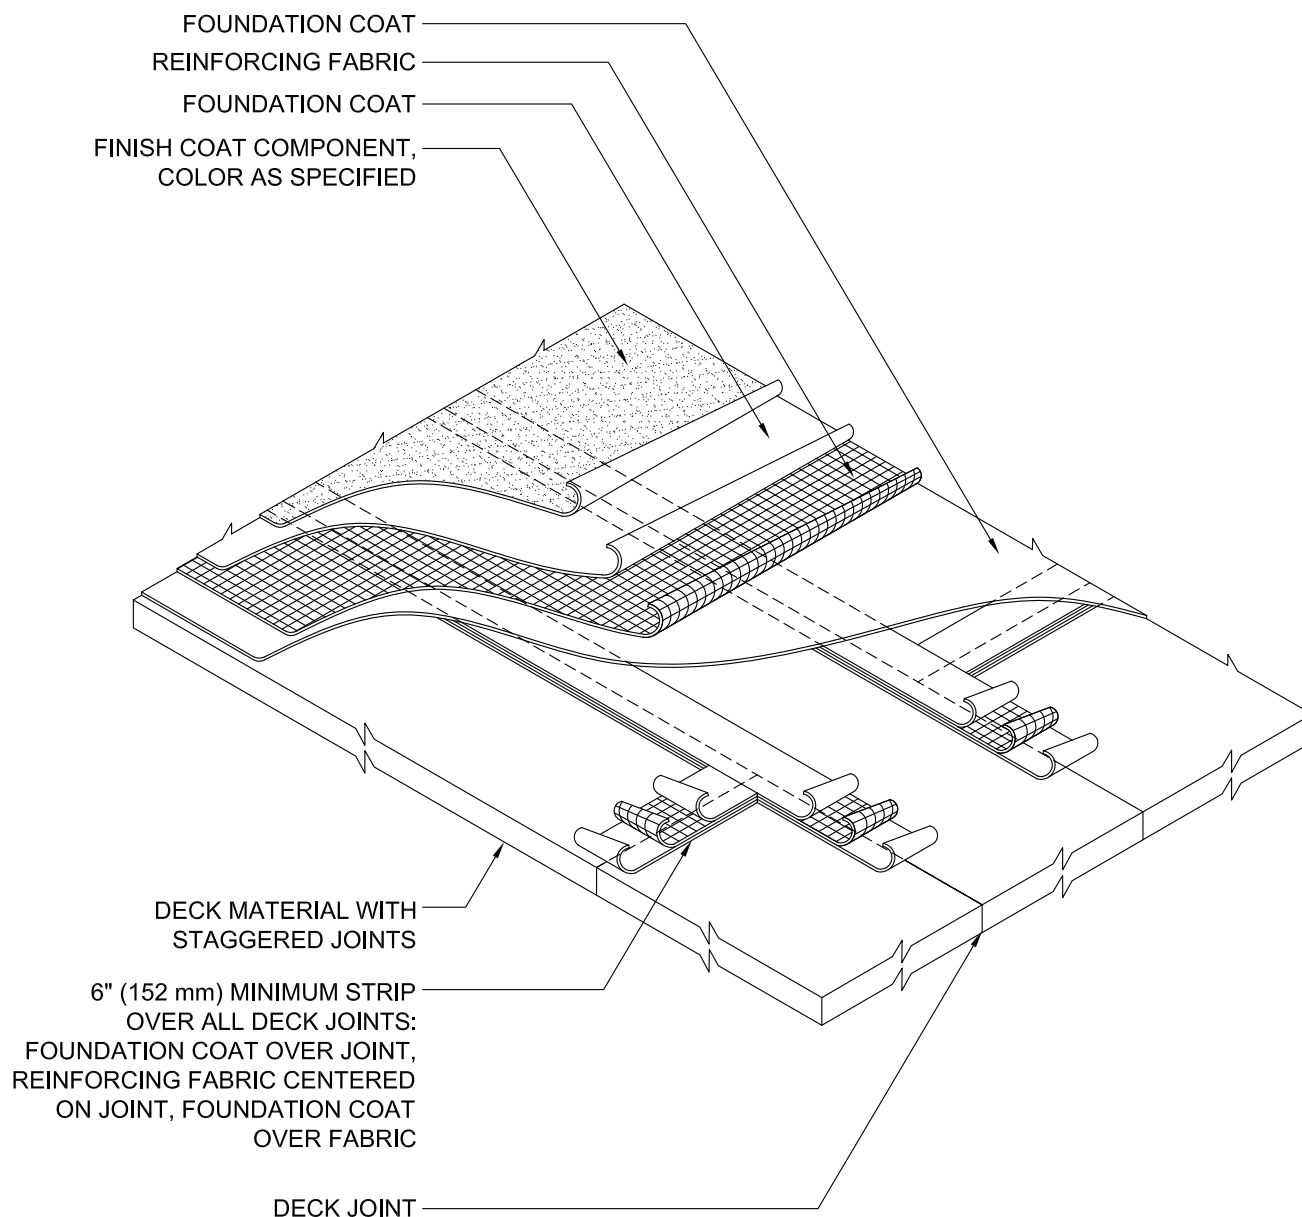 FOUNDATION COAT
REINFORCING FABRIC
FOUNDATION COAT
FINISH COAT COMPONENT,
COLOR AS SPECIFIED
DECK MATERIAL WITH
STAGGERED JOINTS
6" (152 mm) MINIMUM STRIP
OVER ALL DECK JOINTS:
FOUNDATION COAT OVER JOINT,
REINFORCING FABRIC CENTERED
ON JOINT, FOUNDATION COAT
OVER FABRIC
DECK JOINT